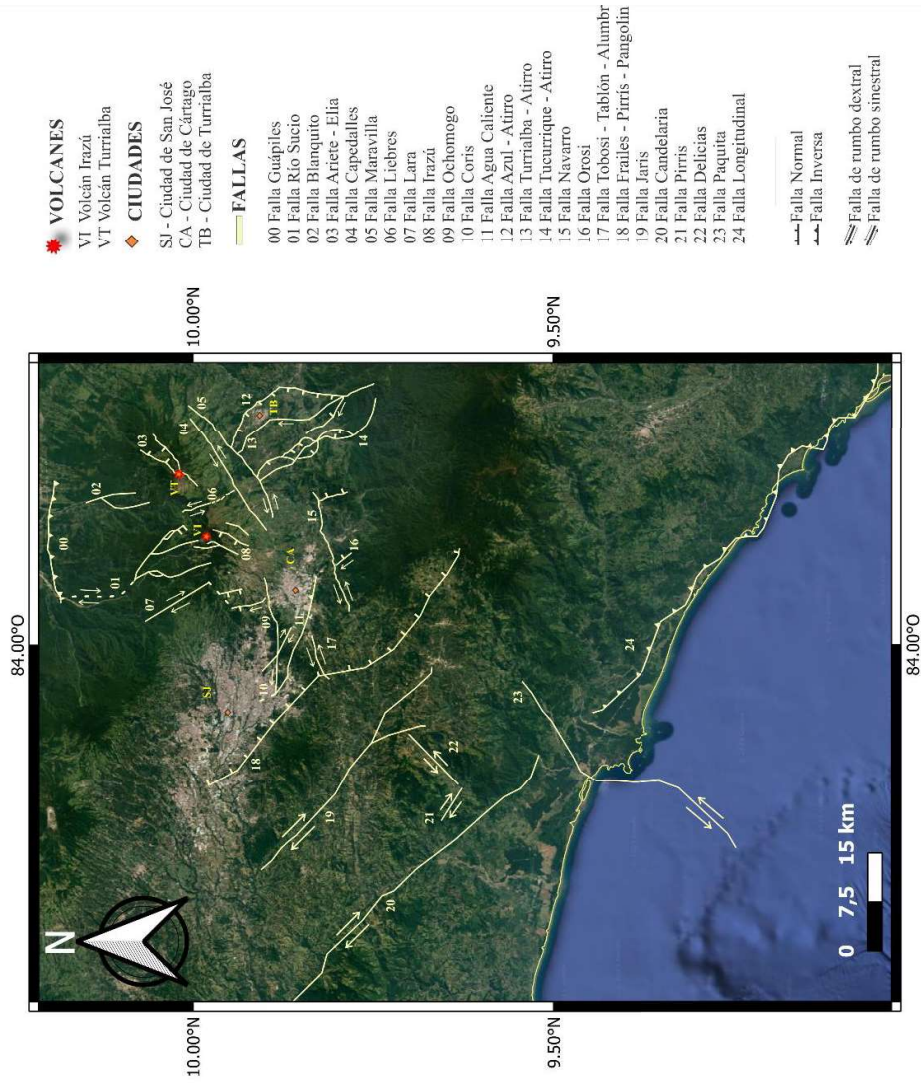 VOLCANES
VI Volcán Irazú
VT Volcán Turrialba
CIUDADES
SJ - Ciudad de San José
CA - Ciudad de Cártago
TB - Ciudad de Turrialba
FALLAS
00 Falla Guápiles
01 Falla Río Sucio
02 Falla Blanquito
03 Falla Ariete - Elia
04 Falla Capedalles
05 Falla Maravilla
06 Falla Liebres
07 Falla Lara
08 Falla Irazú
09 Falla Ochomogo
10 Falla Coris
11 Falla Agua Caliente
12 Falla Azul - Atirro
13 Falla Turrialba - Atirro
14 Falla Tucurrique - Atirro
15 Falla Navarro
16 Falla Orosi
17 Falla Tobosi - Tablón - Alumbr
18 Falla Frailes - Pirrís - Pangolin
19 Falla Jaris
20 Falla Candelaria
21 Falla Pirris
22 Falla Delicias
23 Falla Paquita
24 Falla Longitudinal
Falla Normal
Falla Inversa
Falla de rumbo dextral
Falla de rumbo sinestral
84.00°O
10.00°N
10.00°N
9.50°N
9.50°N
84.00°O
N
00
01
02
03
VT
VI
06
04
05
07
08
12
TB
13
14
SJ
CA
09
10
11
15
16
17
18
19
20
21
22
23
24
0 7,5 15 km